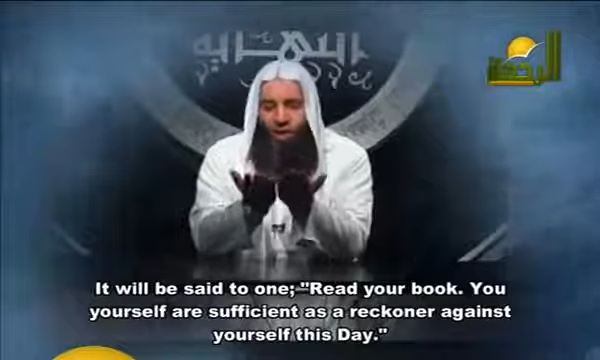 الرحمة
It will be said to one; "Read your book. You
yourself are sufficient as a reckoner against
yourself this Day."